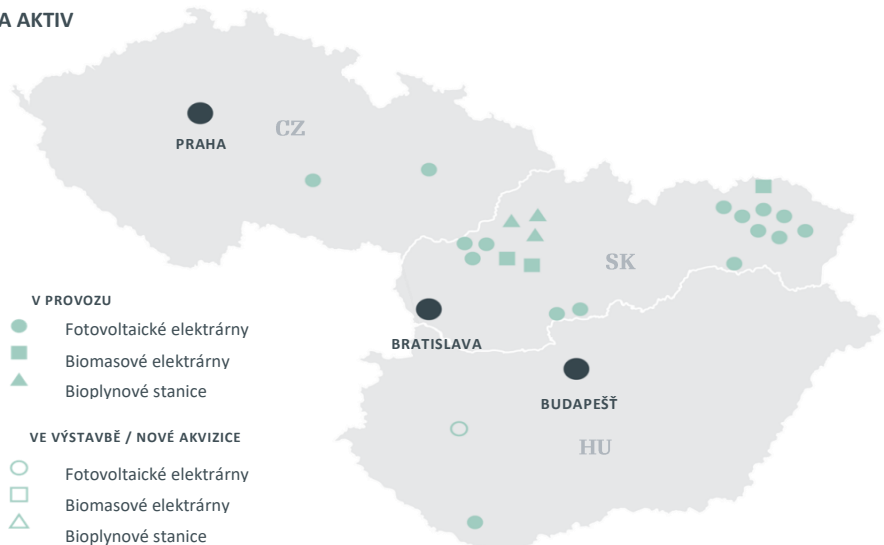 A AKTIV
PRAHA
CZ
SK
BRATISLAVA
BUDAPEŠŤ
HU
V PROVOZU
Fotovoltaické elektrárny
Biomasové elektrárny
Bioplynové stanice
VE VÝSTAVBĚ / NOVÉ AKVIZICE
Fotovoltaické elektrárny
Biomasové elektrárny
Bioplynové stanice